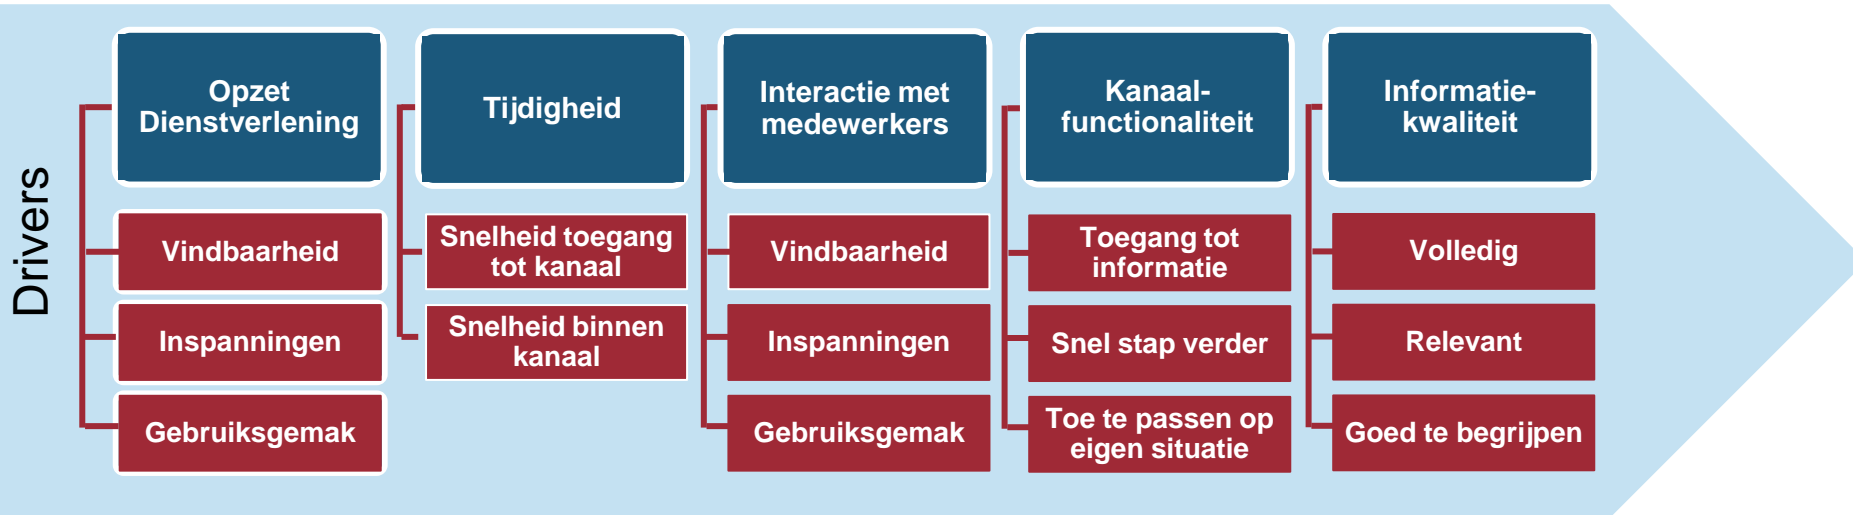 Drivers
Opzet
Dienstverlening
Vindbaarheid
Inspanningen
Gebruiksgemak
Tijdigheid
Snelheid toegang
tot kanaal
Snelheid binnen
kanaal
Interactie met
medewerkers
Vindbaarheid
Inspanningen
Gebruiksgemak
Kanaal-
functionaliteit
Toegang tot
informatie
Snel stap verder
Toe te passen op
eigen situatie
Informatie-
kwaliteit
Volledig
Relevant
Goed te begrijpen